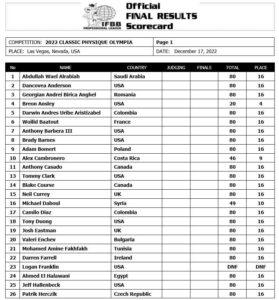 Official
FINAL RESULTS
Scorecard
IFBB
PROFESSIONAL LEAGUE
COMPETITION: 2022 CLASSIC PHYSIQUE OLYMPIA Page 1
PLACE: Las Vegas, Nevada, USA DATE: December 17, 2022
No NAME COUNTRY JUDGING FINALS TOTAL PLACE
1 Abdullah Wael Alrabiah Saudi Arabia 80 16
2 Dancovea Anderson USA 80 16
3 Georgian Andrei Birica Anghel Romania 80 16
4 Breon Ansley USA 20 4
5 Darwin Andres Uribe Aristizabel Colombia 80 16
6 Wollid Baatout France 80 16
7 Anthony Barbera III USA 80 16
8 Brady Barnes USA 80 16
9 Adam Bomert Poland 80 16
10 Alex Cambronero Costa Rica 46 9
11 Anthony Casado Canada 80 16
13 Tommy Clark USA 80 16
14 Blake Course Canada 80 16
15 Neil Currey UK 80 16
16 Michael Daboul Syria 49 10
17 Camilo Diaz Colombia 80 16
18 Tony Duong USA 80 16
19 Josh Eastman UK 80 16
20 Valeri Enchev Bulgaria 80 16
21 Mohamed Amine Fakhfakh Tunisia 80 16
22 Darren Farrell Ireland 80 16
23 Logan Franklin USA DNF DNF
24 Ahmed El Halawani Egypt 80 16
25 Jeff Hallenbeck USA 80 16
26 Patrik Herczik Czech Republic 80 16